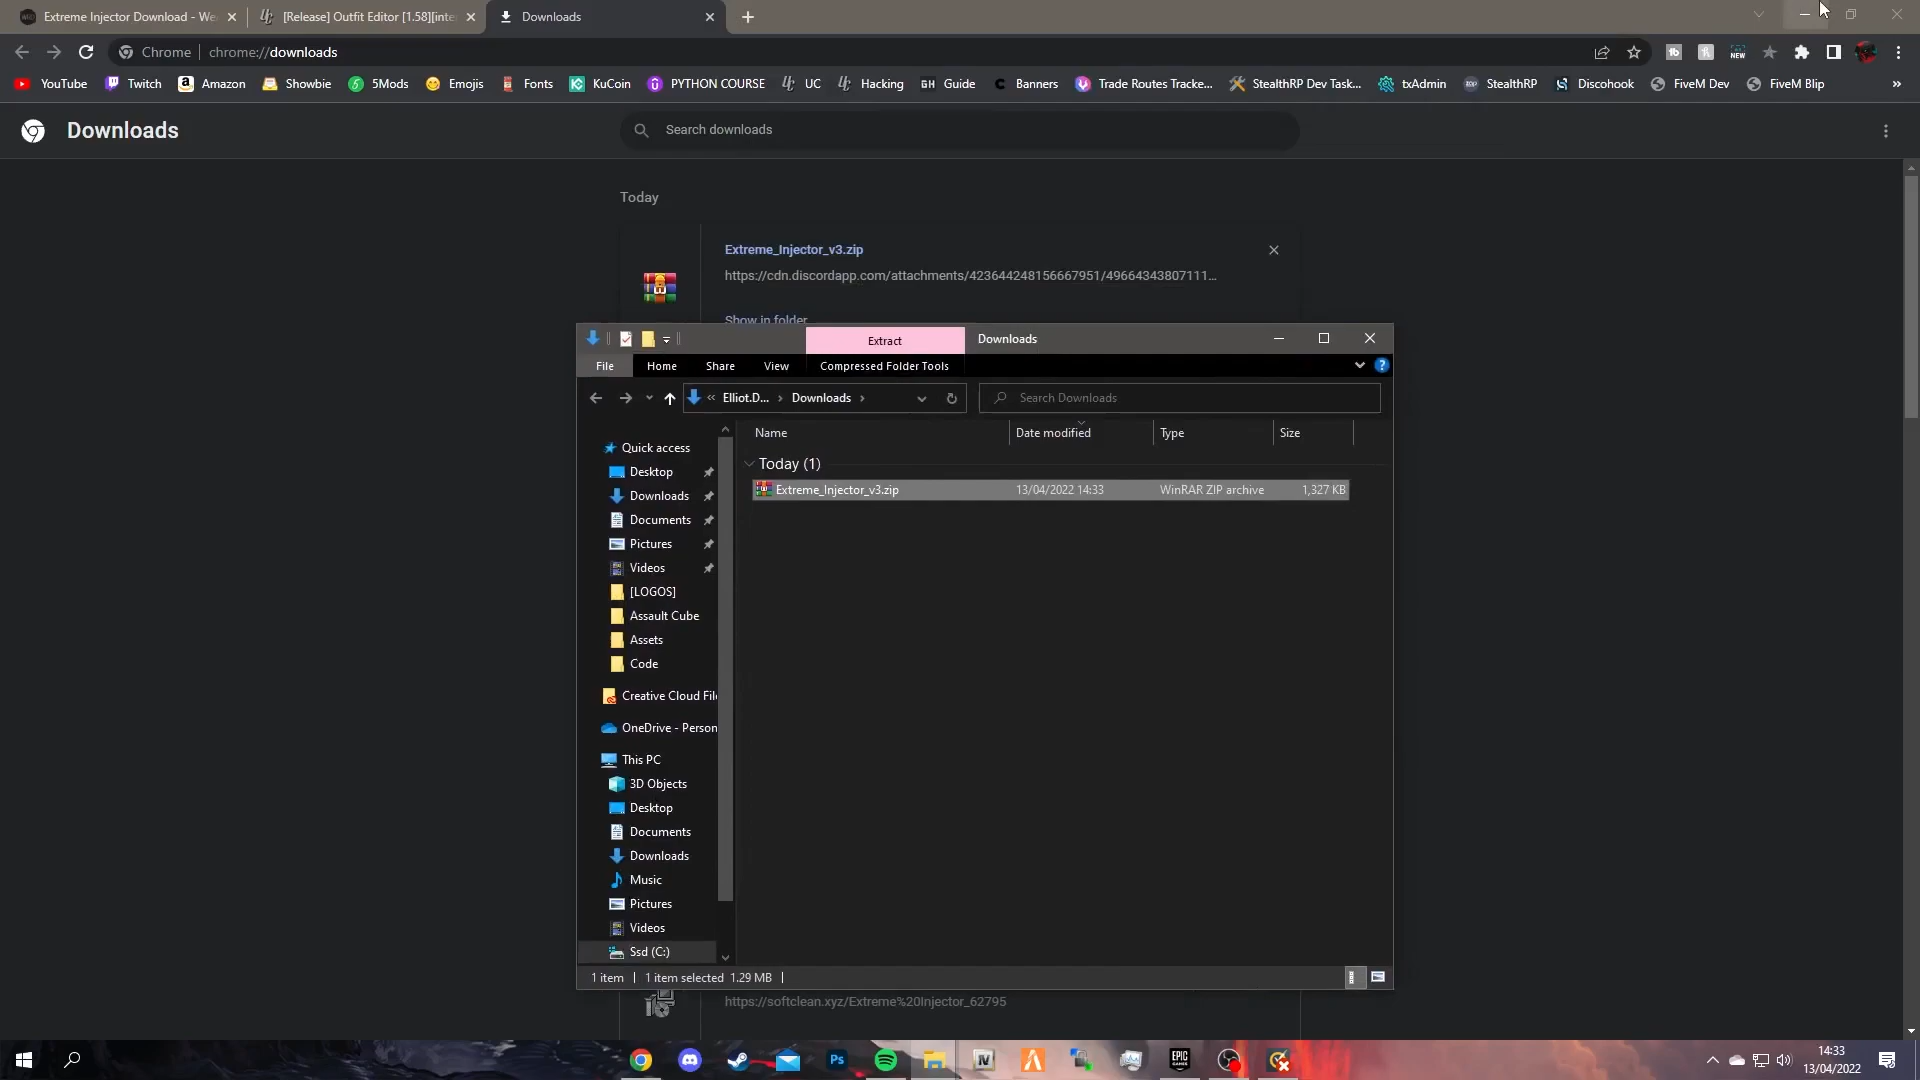 Extreme Injector Download - We
[Release] Outfit Editor [1.58][inte
Downloads
Chrome
chrome://downloads
YouTube
Twitch
Amazon
Showbie
5Mods
Emojis
Fonts
KuCoin
PYTHON COURSE
UC
Hacking
GH Guide
Banners
Trade Routes Tracke...
StealthRP Dev Task...
txAdmin
StealthRP
Discohook
FiveM Dev
FiveM Blip
»
Downloads
Search downloads
Today
Extreme_Injector_v3.zip
https://cdn.discordapp.com/attachments/423644248156667951/49664343807111...
Show in folder
Extract
Downloads
File
Home
Share
View
Compressed Folder Tools
« Elliot.D... > Downloads >
Search Downloads
Name
Date modified
Type
Size
Today (1)
Extreme_Injector_v3.zip
13/04/2022 14:33
WinRAR ZIP archive
1,327 KB
Quick access
Desktop
Downloads
Documents
Pictures
Videos
[LOGOS]
Assault Cube
Assets
Code
Creative Cloud File
OneDrive - Person
This PC
3D Objects
Desktop
Documents
Downloads
Music
Pictures
Videos
Ssd (C:)
1 item
1 item selected 1.29 MB
https://softclean.xyz/Extreme%20Injector_62795
Ps
IV
EPIC
GAMES
14:33
13/04/2022